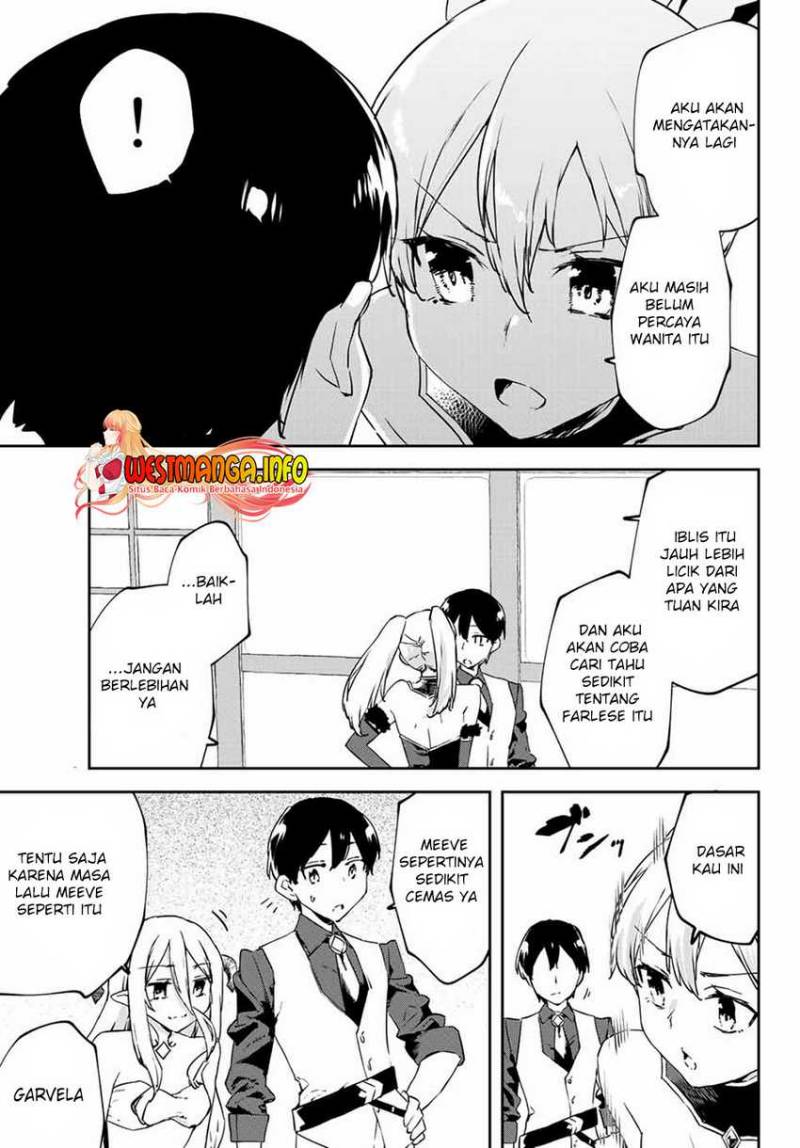 !
AKU AKAN
MENGATAKAN-
NYA LAGI
AKU MASIH
BELUM
PERCAYA
WANITA ITU
WESTMANGA.INFO
Situs Baca Komik Berbahasa Indonesia
IBLIS ITU
JAUH LEBIH
LICIK DARI
APA YANG
TUAN KIRA
DAN AKU
AKAN COBA
CARI TAHU
SEDIKIT
TENTANG
FARLESE ITU
...BAIK-
LAH
...JANGAN
BERLEBIHAN
YA
DASAR
KAU INI
MEEVE
SEPERTINYA
SEDIKIT
CEMAS YA
TENTU SAJA
KARENA MASA
LALU MEEVE
SEPERTI ITU
GARVELA